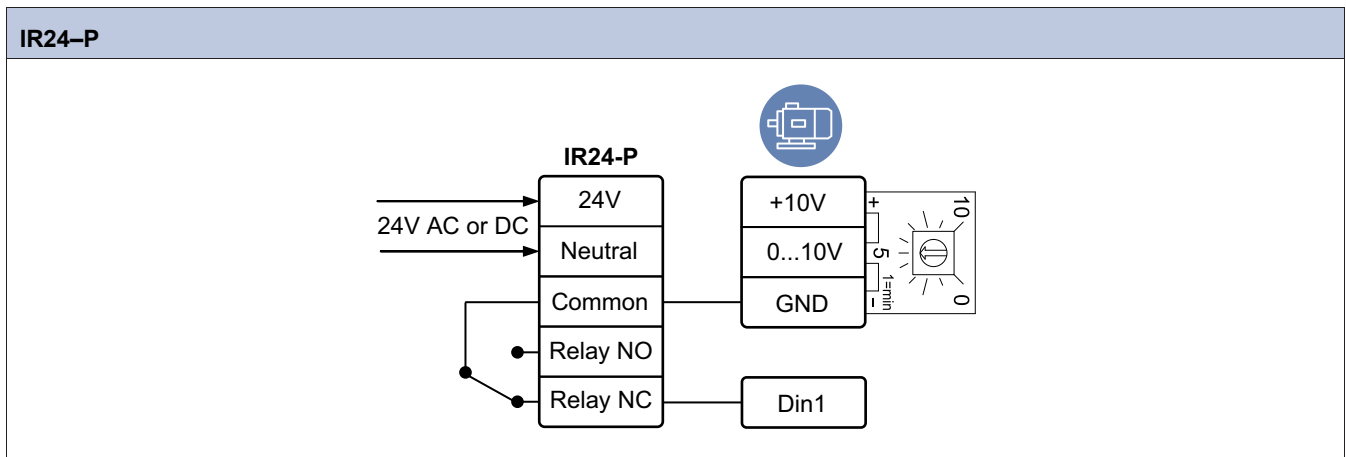 IR24–P
IR24-P
24V AC or DC
24V
Neutral
Common
Relay NO
Relay NC
+10V
0...10V
GND
Din1
+
5
1=min
-
10
0